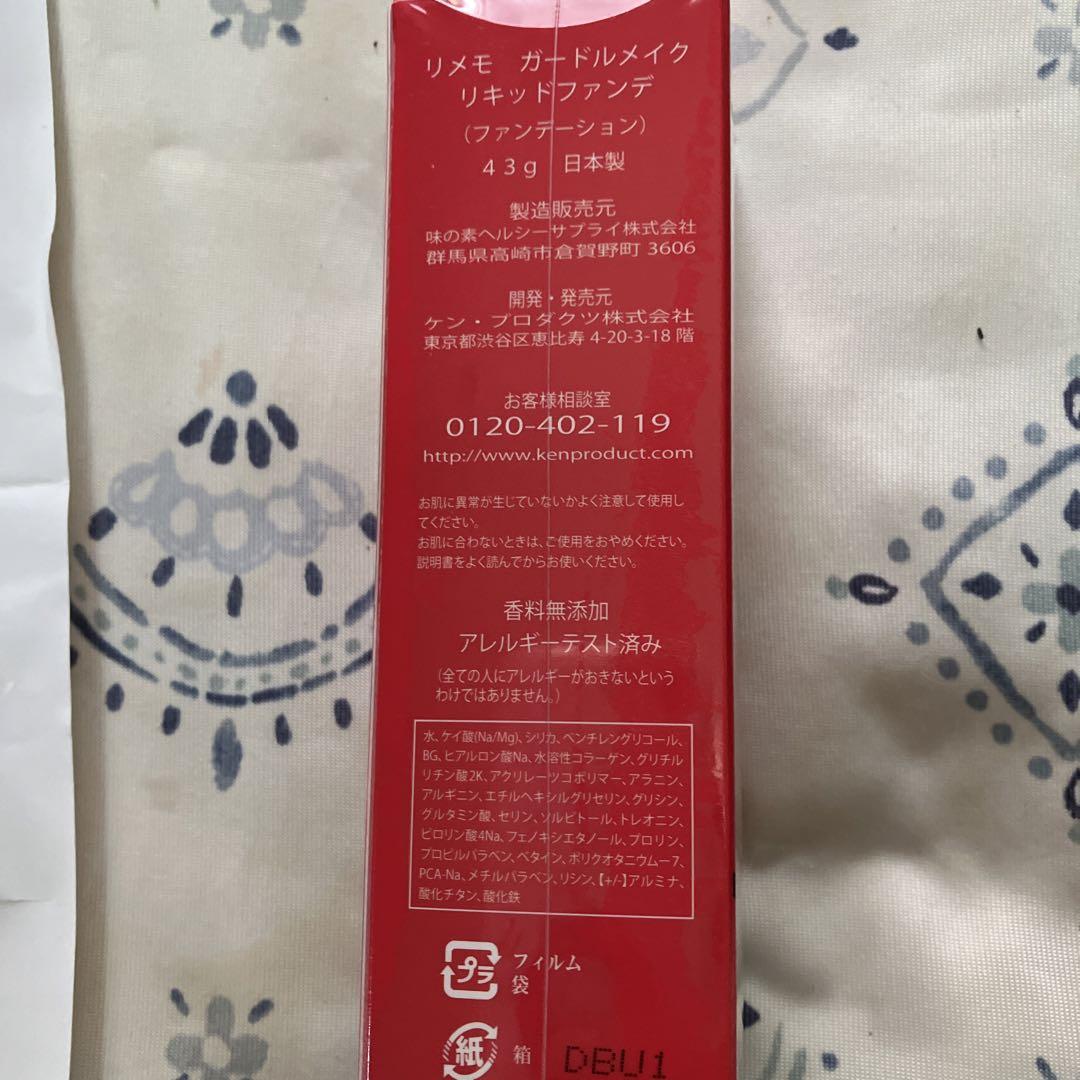 リメモ　ガードルメイク
リキッドファンデ
（ファンデーション）
４３ｇ　日本製
製造販売元
味の素ヘルシーサプライ株式会社
群馬県高崎市倉賀野町 3606
開発・発売元
ケン・プロダクツ株式会社
東京都渋谷区恵比寿 4-20-3-18 階
お客様相談室
0120-402-119
http://www.kenproduct.com
お肌に異常が生じていないかよく注意して使用し
てください。
お肌に合わないときは、ご使用をおやめください。
説明書をよく読んでからお使いください。
香料無添加
アレルギーテスト済み
（全ての人にアレルギーがおきないという
わけではありません。）
水、ケイ酸(Na/Mg)、シリカ、ペンチレングリコール、
BG、ヒアルロン酸Na、水溶性コラーゲン、グリチル
リチン酸2K、アクリレーツコポリマー、アラニン、
アルギニン、エチルヘキシルグリセリン、グリシン、
グルタミン酸、セリン、ソルビトール、トレオニン、
ピロリン酸4Na、フェノキシエタノール、プロリン、
プロピルパラベン、ベタイン、ポリクオタニウムー7、
PCA-Na、メチルパラベン、リシン、【+/-】アルミナ、
酸化チタン、酸化鉄
プラ フィルム
袋
紙 箱
DBU1